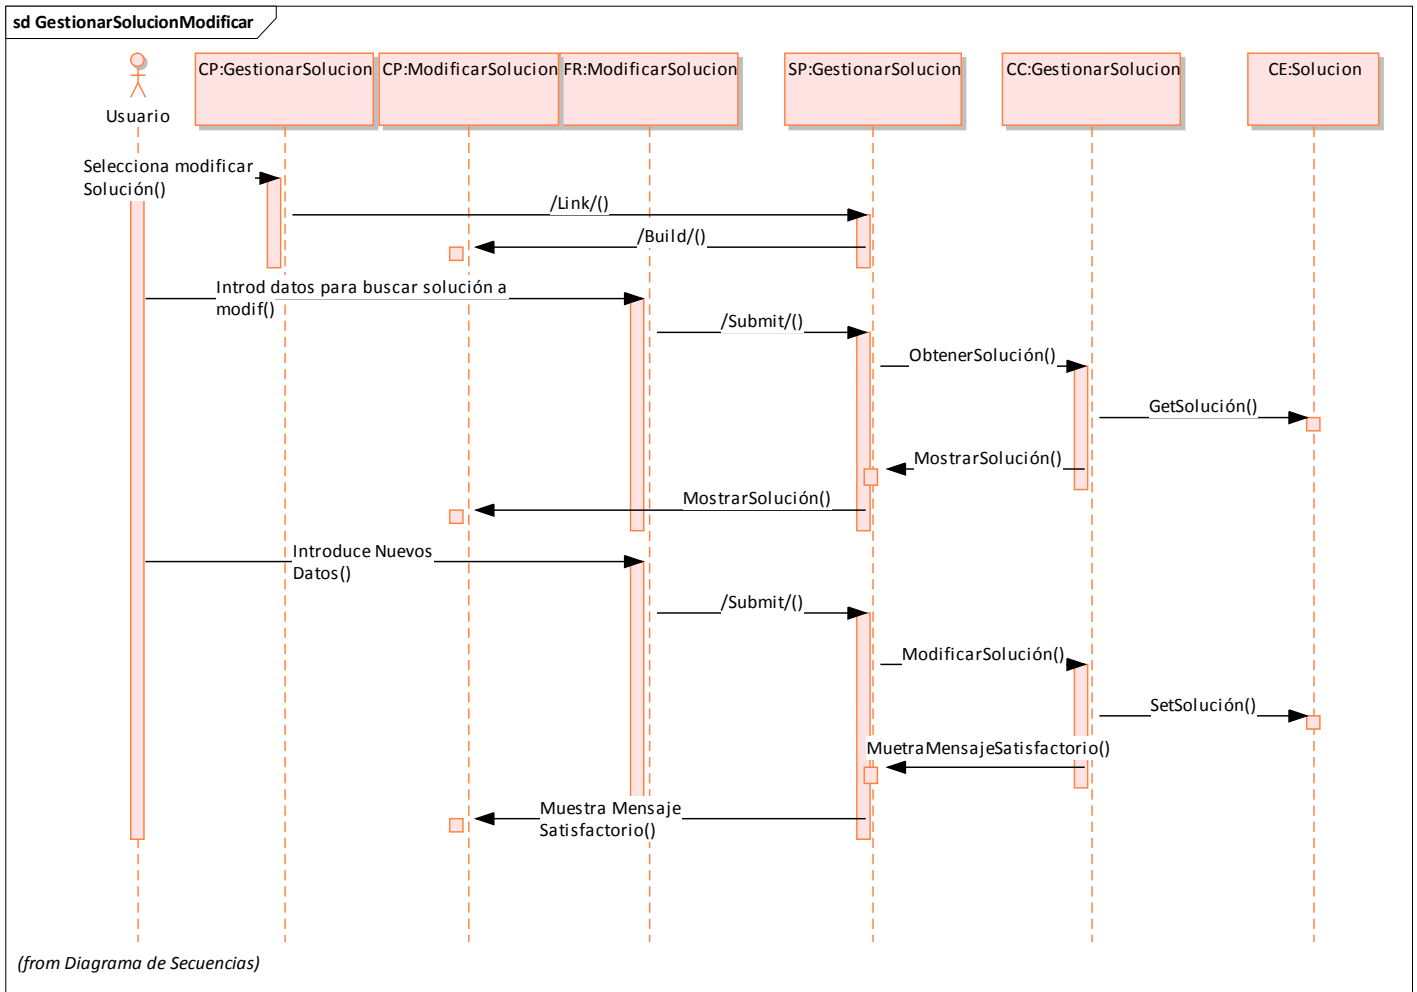 sd GestionarSolucionModificar
Usuario
CP:GestionarSolucion
CP:ModificarSolucion
FR:ModificarSolucion
SP:GestionarSolucion
CC:GestionarSolucion
CE:Solucion
Selecciona modificar
Solución()
/Link/()
/Build/()
Introd datos para buscar solución a
modif()
/Submit/()
ObtenerSolución()
GetSolución()
MostrarSolución()
MostrarSolución()
Introduce Nuevos
Datos()
/Submit/()
ModificarSolución()
SetSolución()
MuetraMensajeSatisfactorio()
Muestra Mensaje
Satisfactorio()
(from Diagrama de Secuencias)